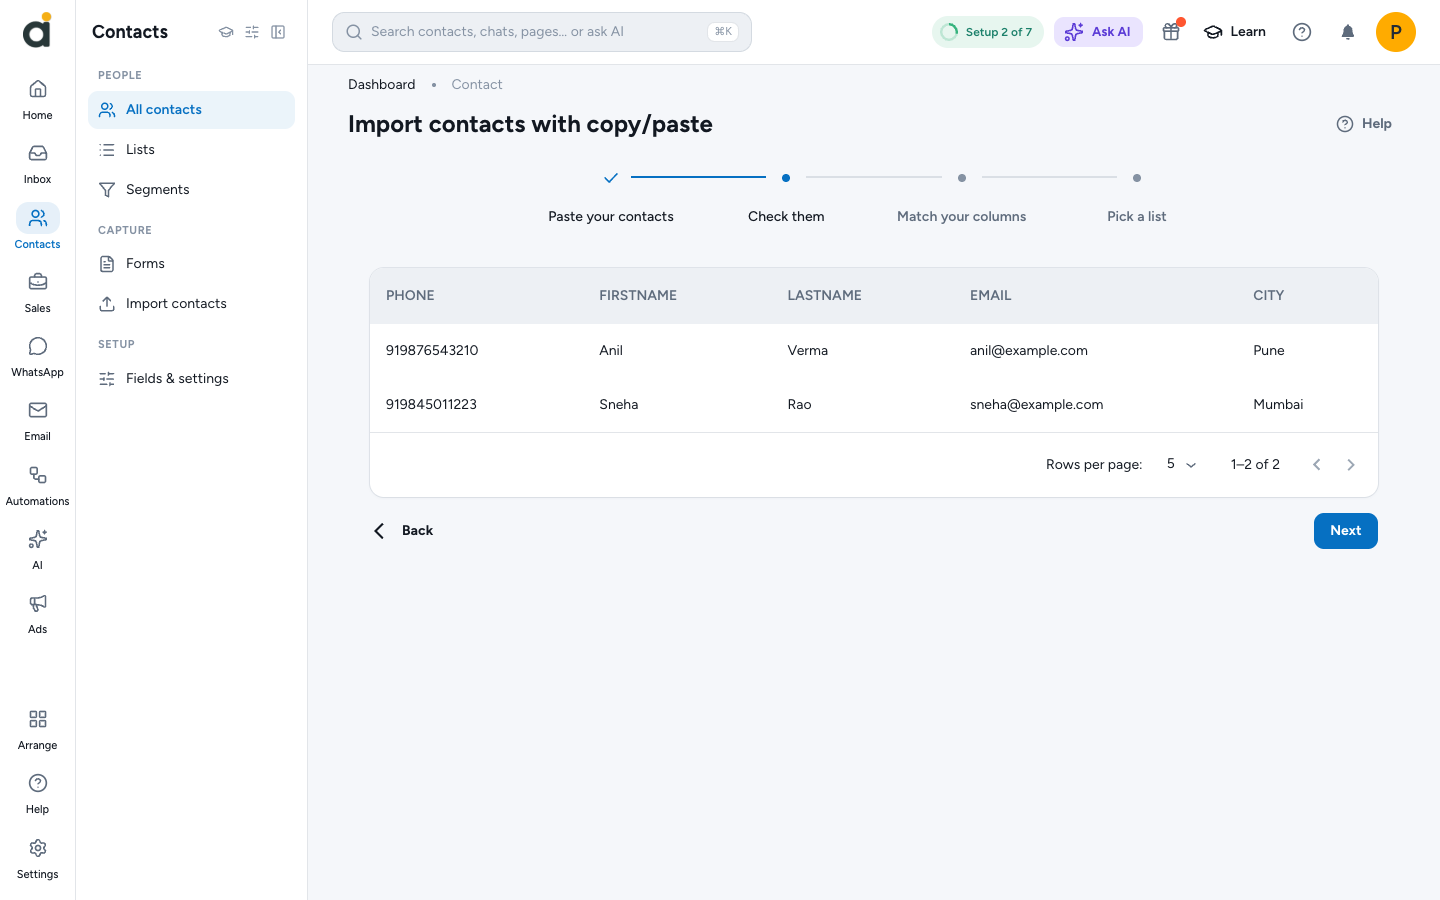 Contacts
Search contacts, chats, pages... or ask AI
⌘K
Setup 2 of 7
Ask AI
Learn
P
Home
Inbox
Contacts
Sales
WhatsApp
Email
Automations
AI
Ads
Arrange
Help
Settings
PEOPLE
All contacts
Lists
Segments
CAPTURE
Forms
Import contacts
SETUP
Fields & settings
Dashboard • Contact
Import contacts with copy/paste
Help
Paste your contacts
Check them
Match your columns
Pick a list
PHONE FIRSTNAME LASTNAME EMAIL CITY
919876543210 Anil Verma anil@example.com Pune
919845011223 Sneha Rao sneha@example.com Mumbai
Rows per page: 5 1–2 of 2
Back
Next